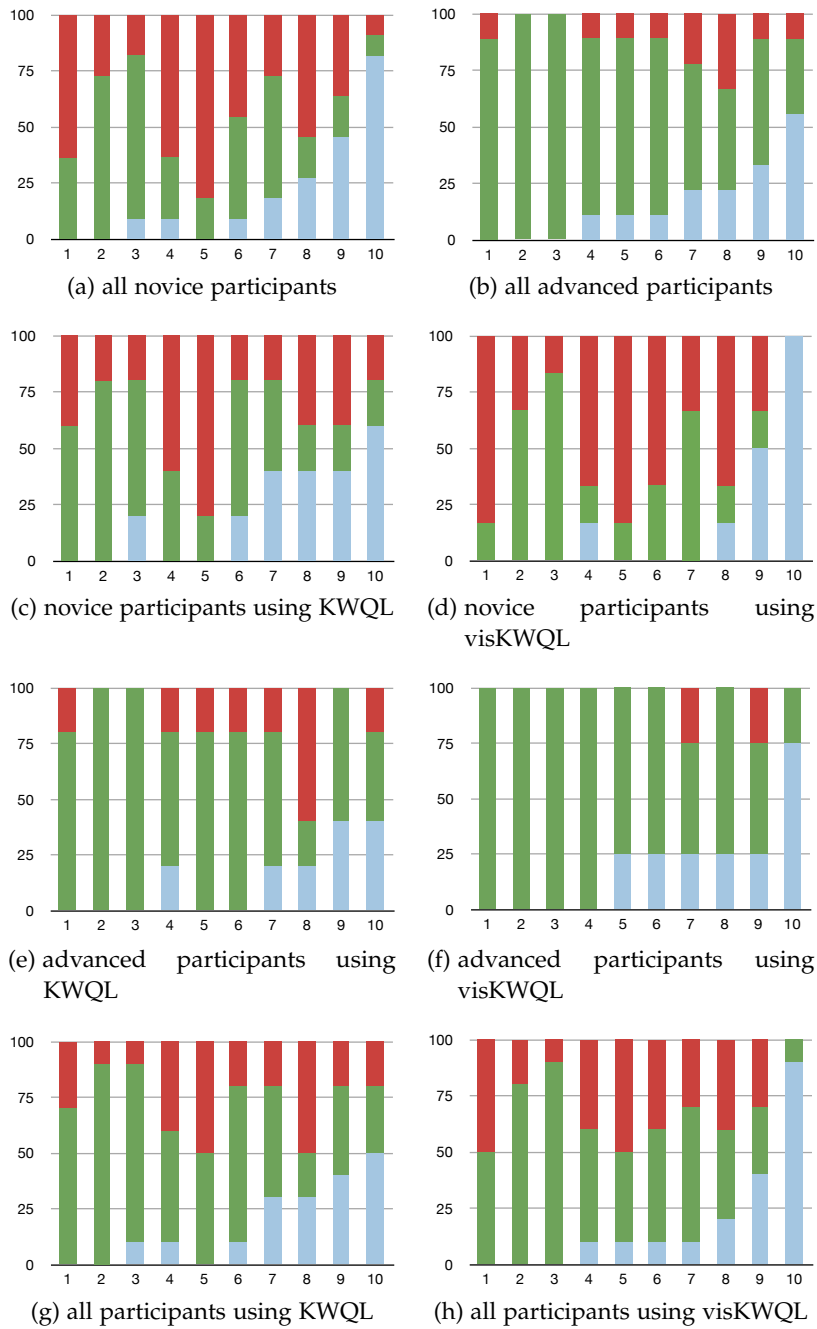 100
75
50
25
0
1 2 3 4 5 6 7 8 9 10
(a) all novice participants
100
75
50
25
0
1 2 3 4 5 6 7 8 9 10
(b) all advanced participants
100
75
50
25
0
1 2 3 4 5 6 7 8 9 10
(c) novice participants using KWQL
100
75
50
25
0
1 2 3 4 5 6 7 8 9 10
(d) novice participants using
visKWQL
100
75
50
25
0
1 2 3 4 5 6 7 8 9 10
(e) advanced participants using
KWQL
100
75
50
25
0
1 2 3 4 5 6 7 8 9 10
(f) advanced participants using
visKWQL
100
75
50
25
0
1 2 3 4 5 6 7 8 9 10
(g) all participants using KWQL
100
75
50
25
0
1 2 3 4 5 6 7 8 9 10
(h) all participants using visKWQL